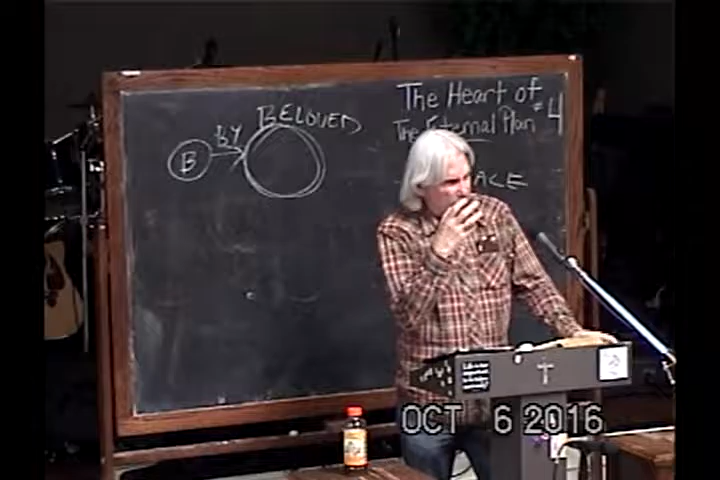 The Heart of
The Eternal Plan #4
BELOVED
BY
B
ACE
OCT 6 2016